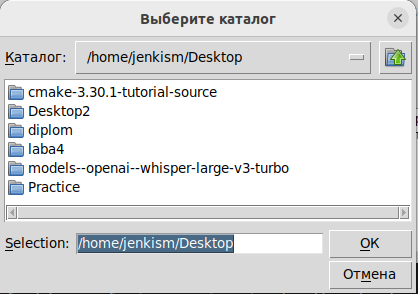 Выберите каталог
Каталог: /home/jenkism/Desktop
cmake-3.30.1-tutorial-source
Desktop2
diplom
laba4
models--openai--whisper-large-v3-turbo
Practice
Selection: /home/jenkism/Desktop OK
Отмена